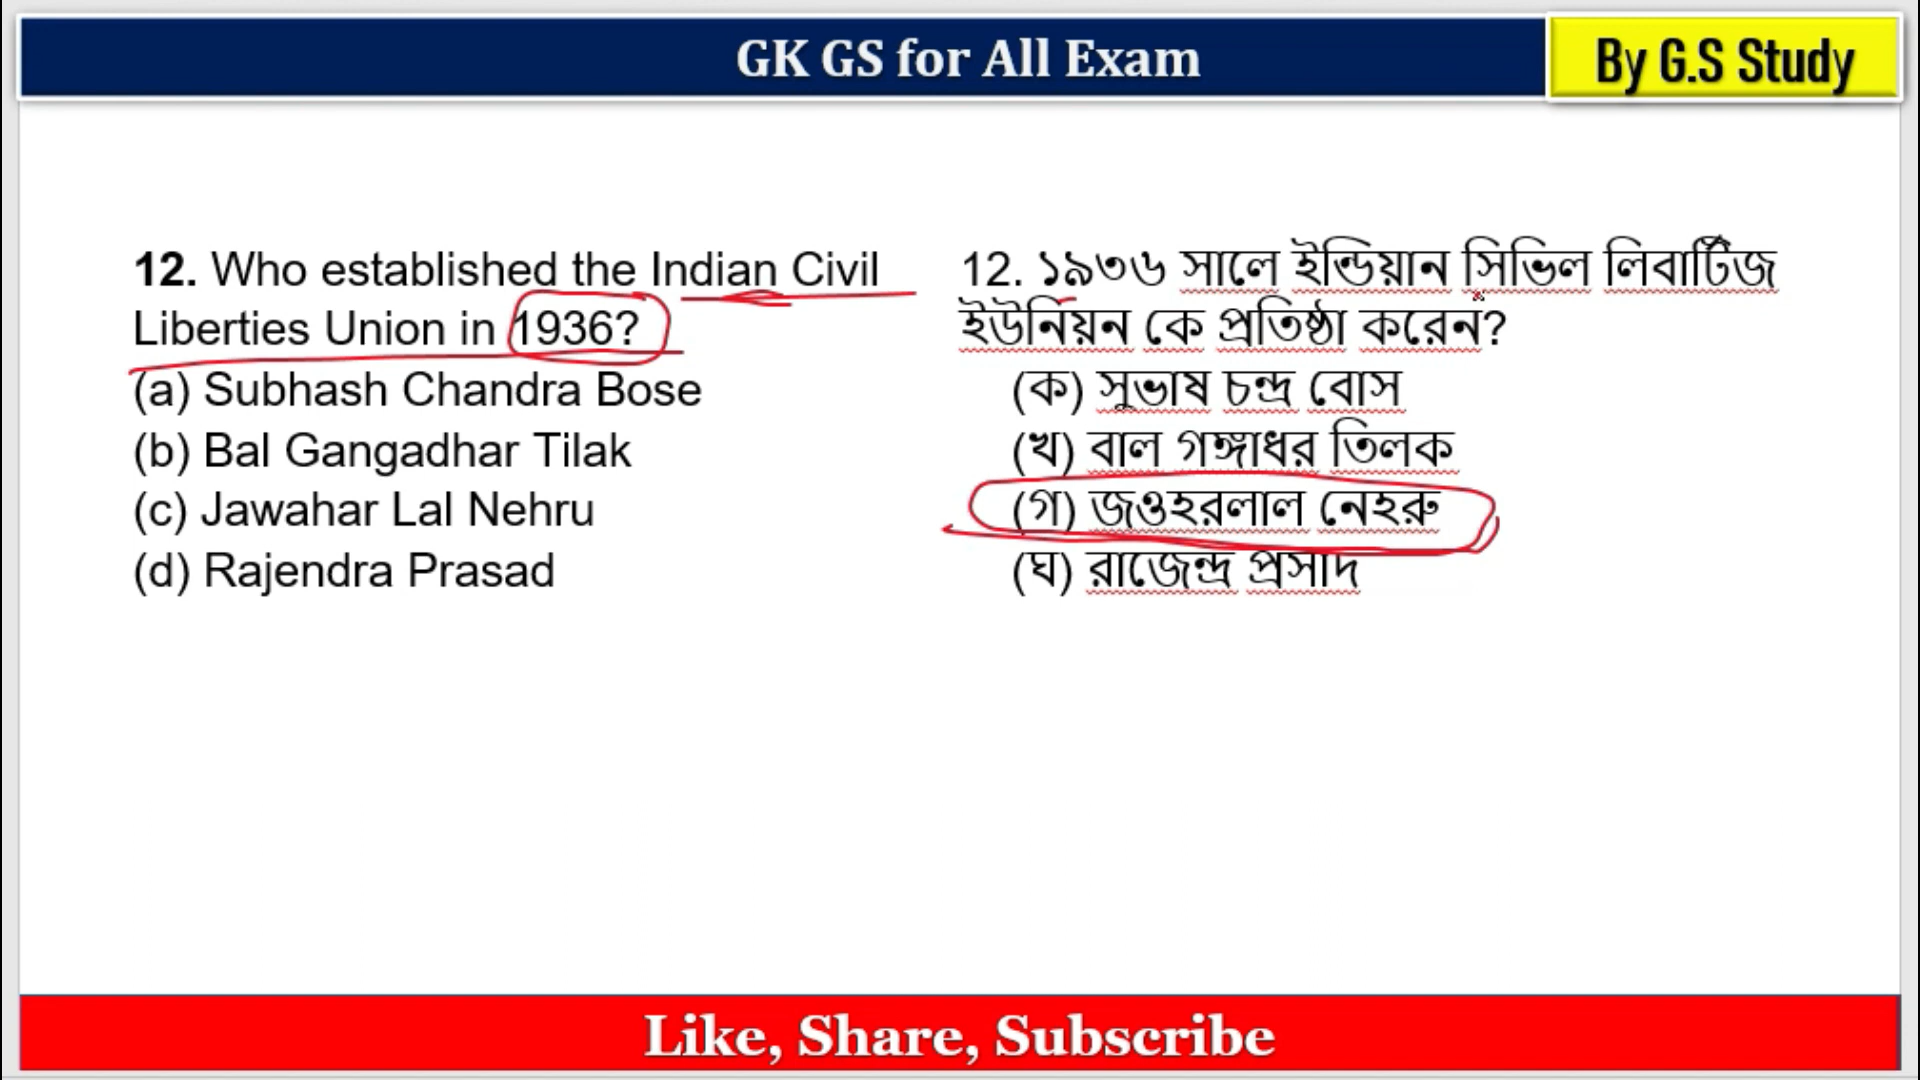 GK GS for All Exam
By G.S Study
12. Who established the Indian Civil
Liberties Union in 1936?
(a) Subhash Chandra Bose
(b) Bal Gangadhar Tilak
(c) Jawahar Lal Nehru
(d) Rajendra Prasad
12. ১৯৩৬ সালে ইন্ডিয়ান সিভিল লিবার্টিজ
ইউনিয়ন কে প্রতিষ্ঠা করেন?
(ক) সুভাষ চন্দ্র বোস
(খ) বাল গঙ্গাধর তিলক
(গ) জওহরলাল নেহরু
(ঘ) রাজেন্দ্র প্রসাদ
Like, Share, Subscribe